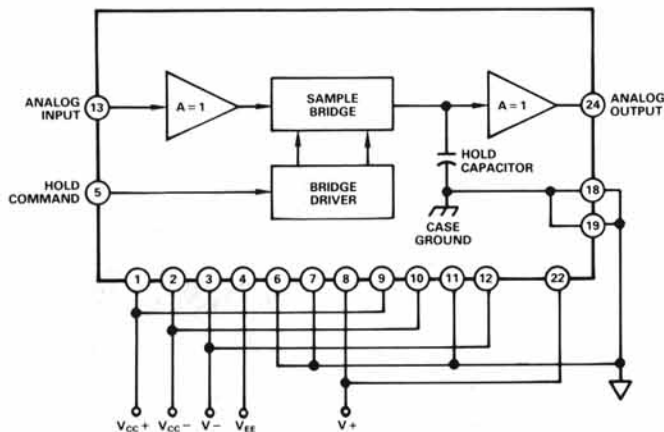 ANALOG
INPUT
13
A = 1
SAMPLE
BRIDGE
A = 1
24
ANALOG
OUTPUT
HOLD
COMMAND
5
BRIDGE
DRIVER
HOLD
CAPACITOR
CASE
GROUND
18
19
1 2 3 4 6 7 8 9 10 11 12 22
VCC+ VCC− V− VEE V+